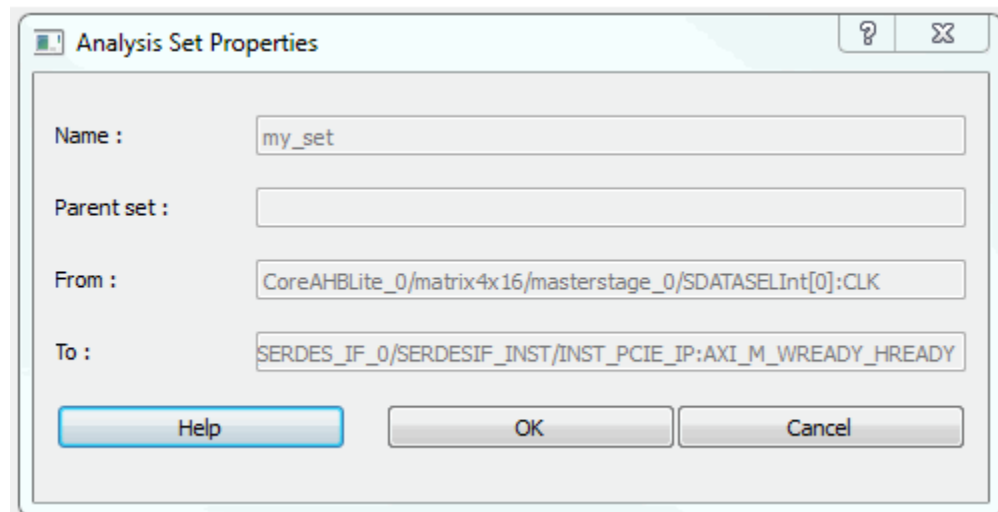 Analysis Set Properties
Name : my_set
Parent set :
From : CoreAHBLite_0/matrix4x16/masterstage_0/SDATASELInt[0]:CLK
To : SERDES_IF_0/SERDESIF_INST/INST_PCIE_IP:AXI_M_WREADY_HREADY
Help OK Cancel